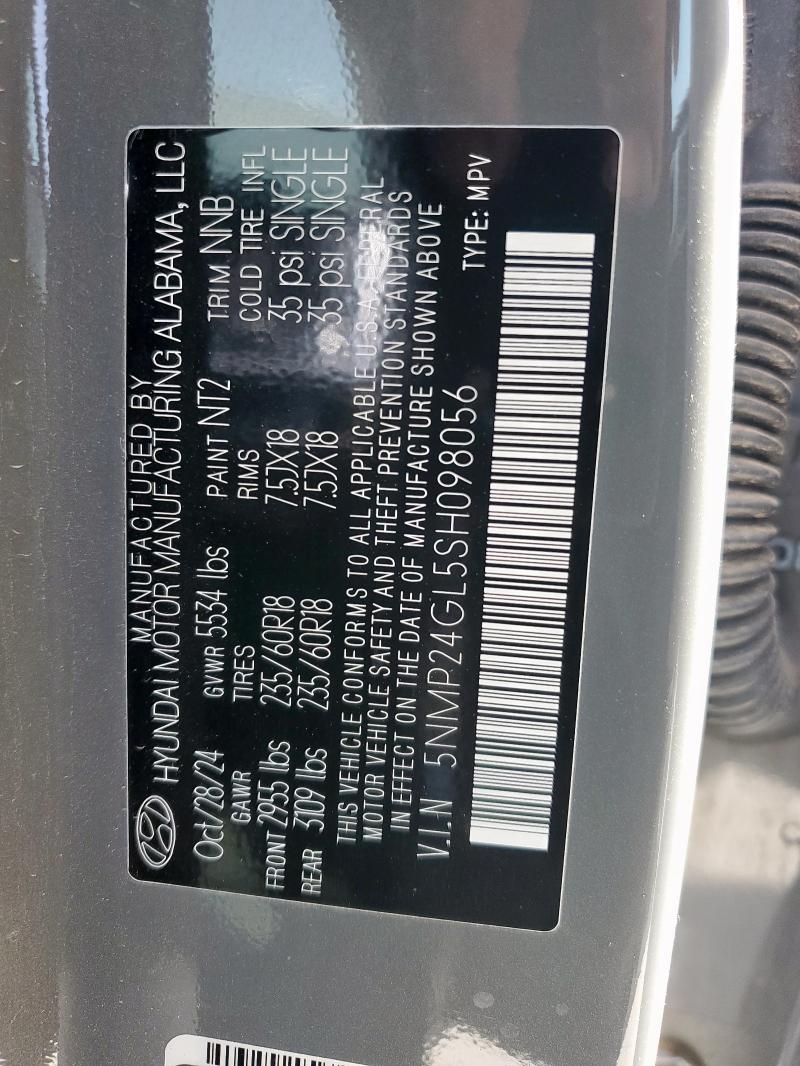 MANUFACTURED BY
HYUNDAI MOTOR MANUFACTURING ALABAMA, LLC
Oct/28/24 GVWR 5534 lbs PAINT NT2 TRIM NNB
GAWR TIRES RIMS COLD TIRE INFL
FRONT 2955 lbs 235/60R18 7.5JX18 35 psi SINGLE
REAR 3109 lbs 235/60R18 7.5JX18 35 psi SINGLE
THIS VEHICLE CONFORMS TO ALL APPLICABLE U.S.A. FEDERAL
MOTOR VEHICLE SAFETY AND THEFT PREVENTION STANDARDS
IN EFFECT ON THE DATE OF MANUFACTURE SHOWN ABOVE
V.I.N 5NMP24GL5SH098056
TYPE: MPV